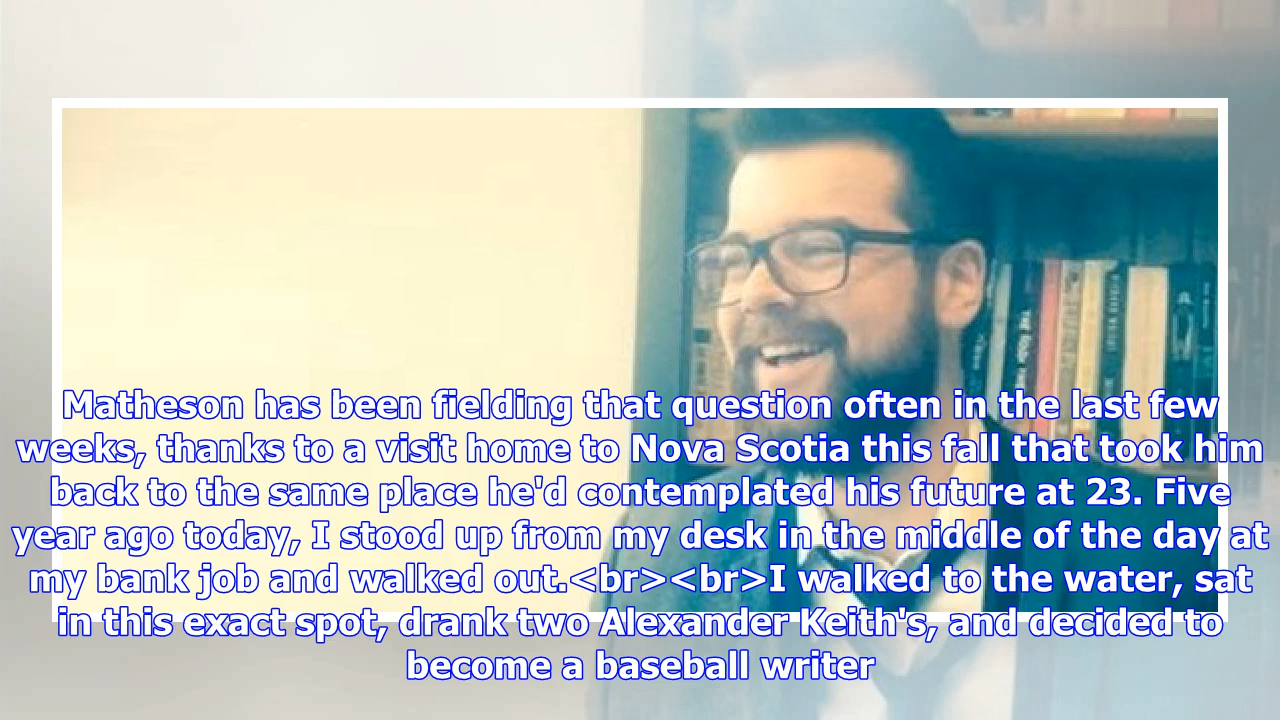 Matheson has been fielding that question often in the last few
weeks, thanks to a visit home to Nova Scotia this fall that took him
back to the same place he'd contemplated his future at 23. Five
year ago today, I stood up from my desk in the middle of the day at
my bank job and walked out.<br><br>I walked to the water, sat
in this exact spot, drank two Alexander Keith's, and decided to
become a baseball writer